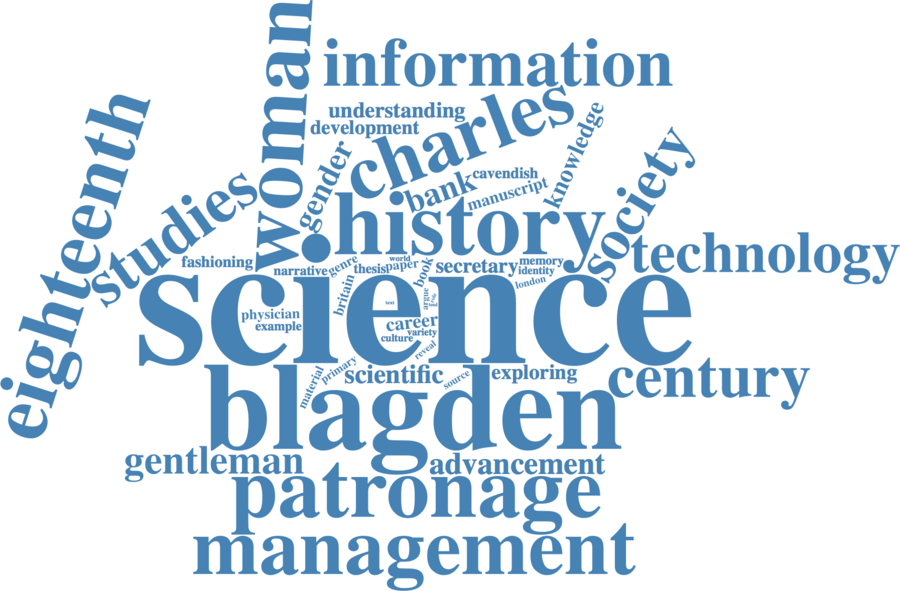 woman
information
understanding
development
charles
knowledge
eighteenth
gender
studies
bank
cavendish
manuscript
society
history
technology
fashioning
narrative
genre
thesis
paper
world
book
secretary
memory
identity
london
science
britain
argue
text
physician
example
career
variety
culture
reveal
material
primary
scientific
source
exploring
century
blagden
gentleman
advancement
patronage
management